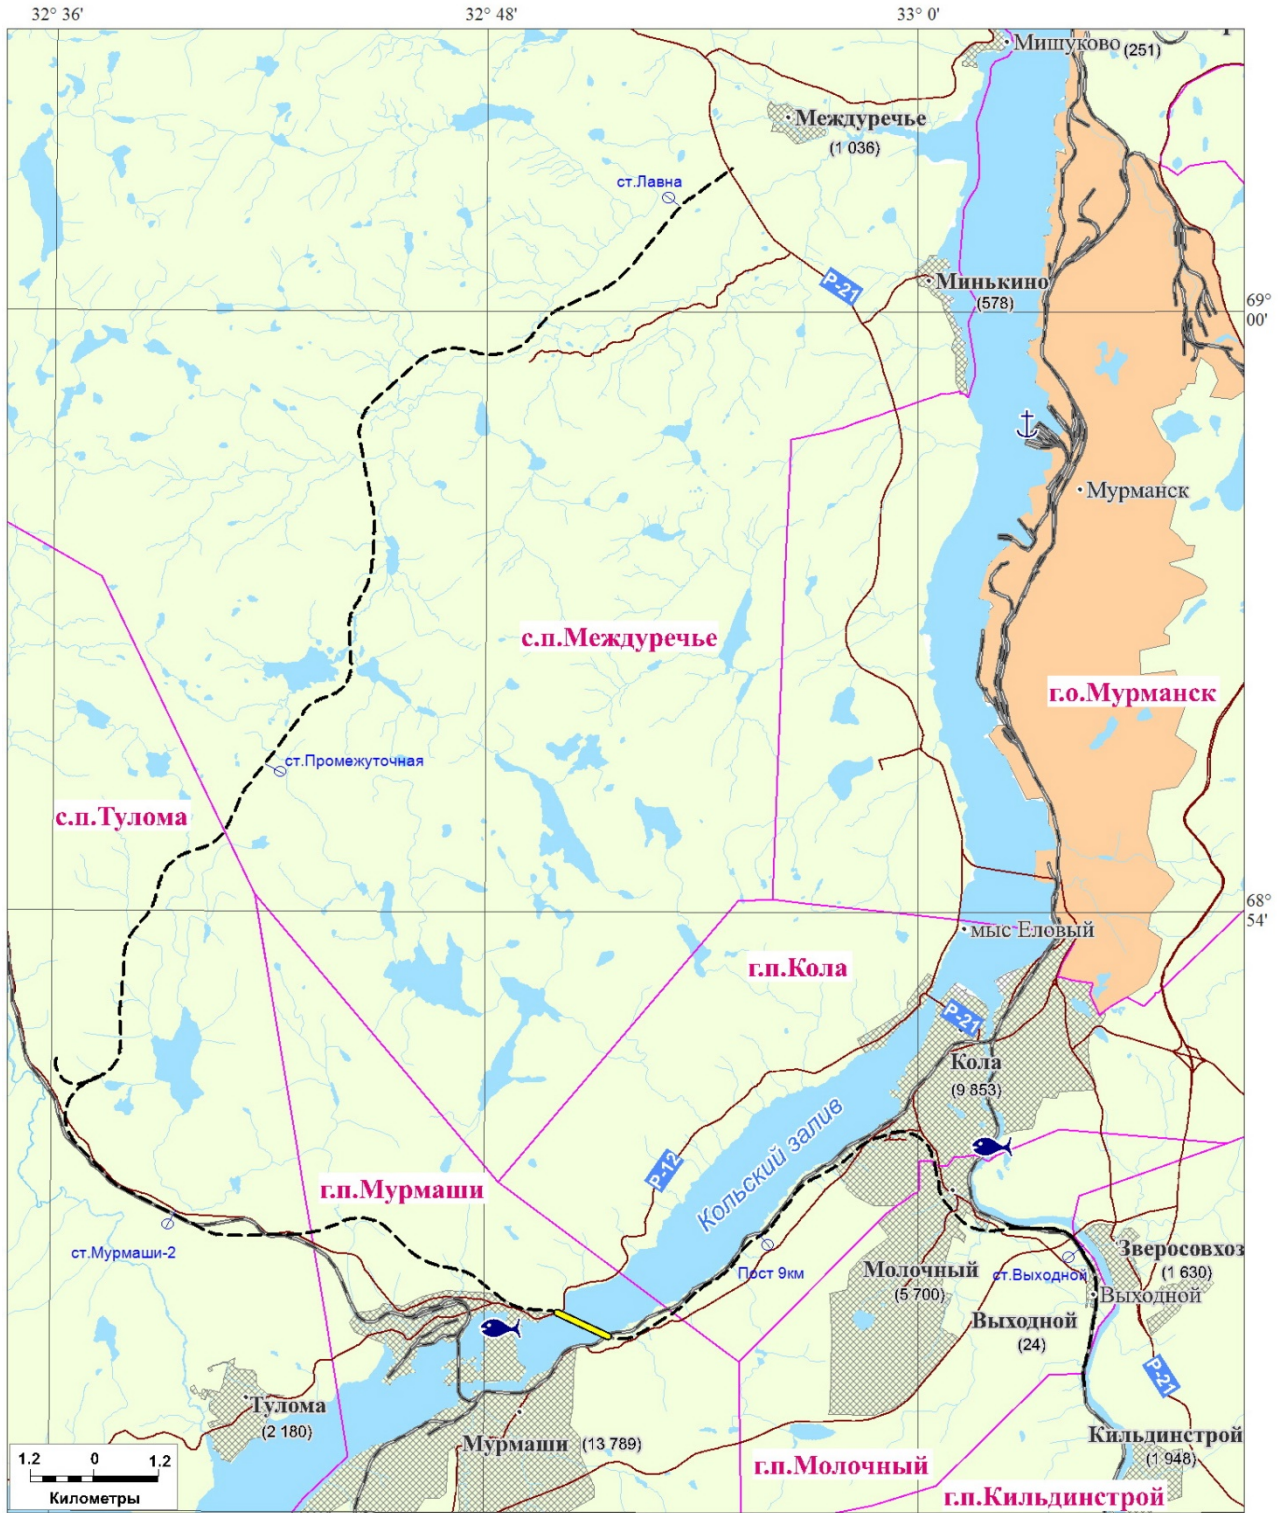 32° 36'
32° 48'
33° 0'
Мишуково (251)
Междуречье
(1 036)
ст.Лавна
Р-21
Минькино
(578)
69°
00'
Мурманск
с.п.Междуречье
г.о.Мурманск
ст.Промежуточная
с.п.Тулома
68°
54'
мыс Еловый
г.п.Кола
Р-21
Кола
(9 853)
Кольский залив
Р-12
г.п.Мурмаши
ст.Мурмаши-2
Пост 9км
Молочный
(5 700)
ст.Выходной
Зверосовхоз
(1 630)
Выходной
Выходной
(24)
Р-21
Тулома
(2 180)
Мурмаши (13 789)
Кильдинстрой
(1 948)
г.п.Молочный
г.п.Кильдинстрой
1.2 0 1.2
Километры